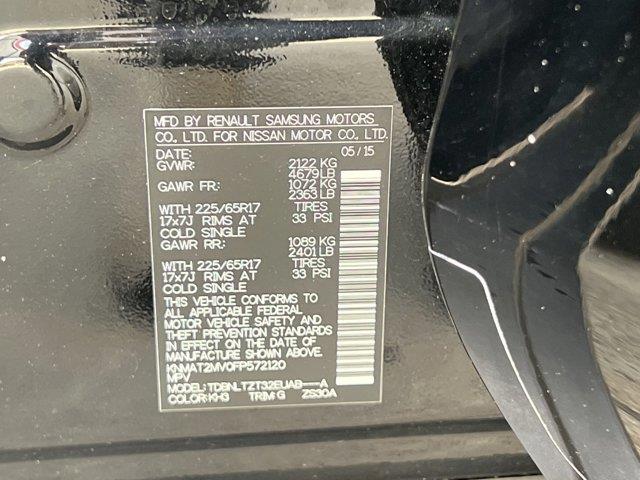 MFD BY RENAULT SAMSUNG MOTORS
CO., LTD. FOR NISSAN MOTOR CO., LTD.
DATE: 05/15
GVWR: 2122 KG
4679 LB
GAWR FR: 1072 KG
2363 LB
WITH 225/65R17 TIRES
17x7J RIMS AT 33 PSI
COLD SINGLE
GAWR RR: 1089 KG
2401 LB
WITH 225/65R17 TIRES
17x7J RIMS AT 33 PSI
COLD SINGLE
THIS VEHICLE CONFORMS TO
ALL APPLICABLE FEDERAL
MOTOR VEHICLE SAFETY AND
THEFT PREVENTION STANDARDS
IN EFFECT ON THE DATE OF
MANUFACTURE SHOWN ABOVE
KNMAT2MV0FP572120
MPV
MODEL: TDBNLTZT32EUAB----A
COLOR: KH3 TRIM: G ZS30A